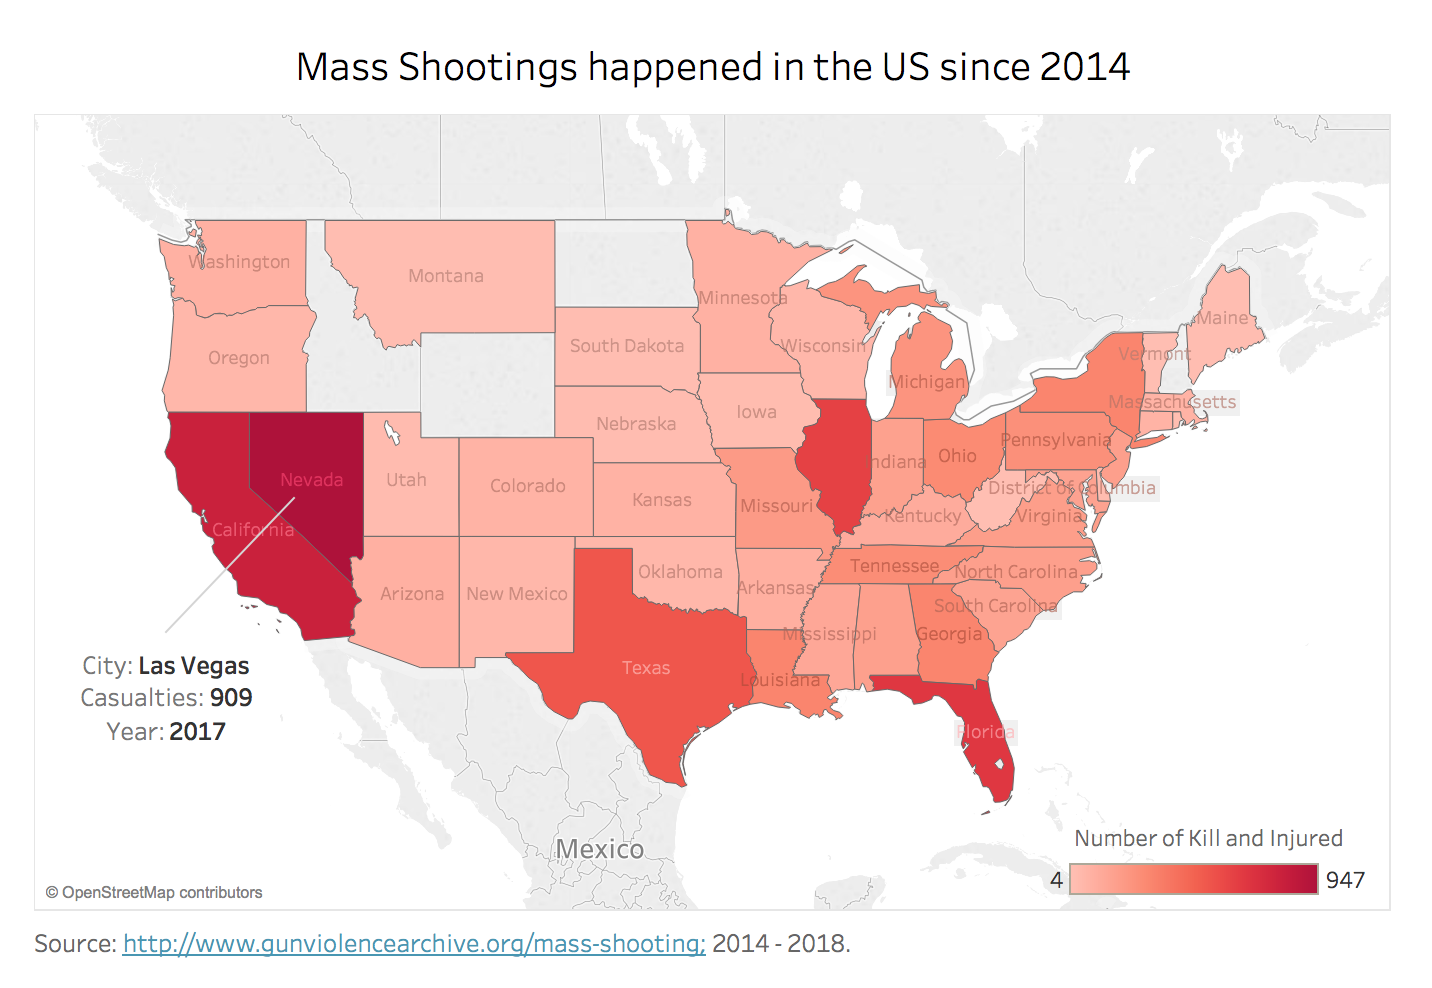 Mass Shootings happened in the US since 2014
Washington
Montana
Minnesota
Maine
Oregon
South Dakota
Wisconsin
Vermont
Michigan
Massachusetts
Iowa
Nebraska
Pennsylvania
Ohio
Indiana
Nevada
Utah
Colorado
District of Columbia
Kansas
Missouri
Kentucky
Virginia
California
Tennessee
North Carolina
Oklahoma
Arkansas
Arizona
New Mexico
South Carolina
Mississippi
Georgia
Texas
Louisiana
Florida
City: Las Vegas
Casualties: 909
Year: 2017
Mexico
Number of Kill and Injured
4 947
© OpenStreetMap contributors
Source: http://www.gunviolencearchive.org/mass-shooting; 2014 - 2018.